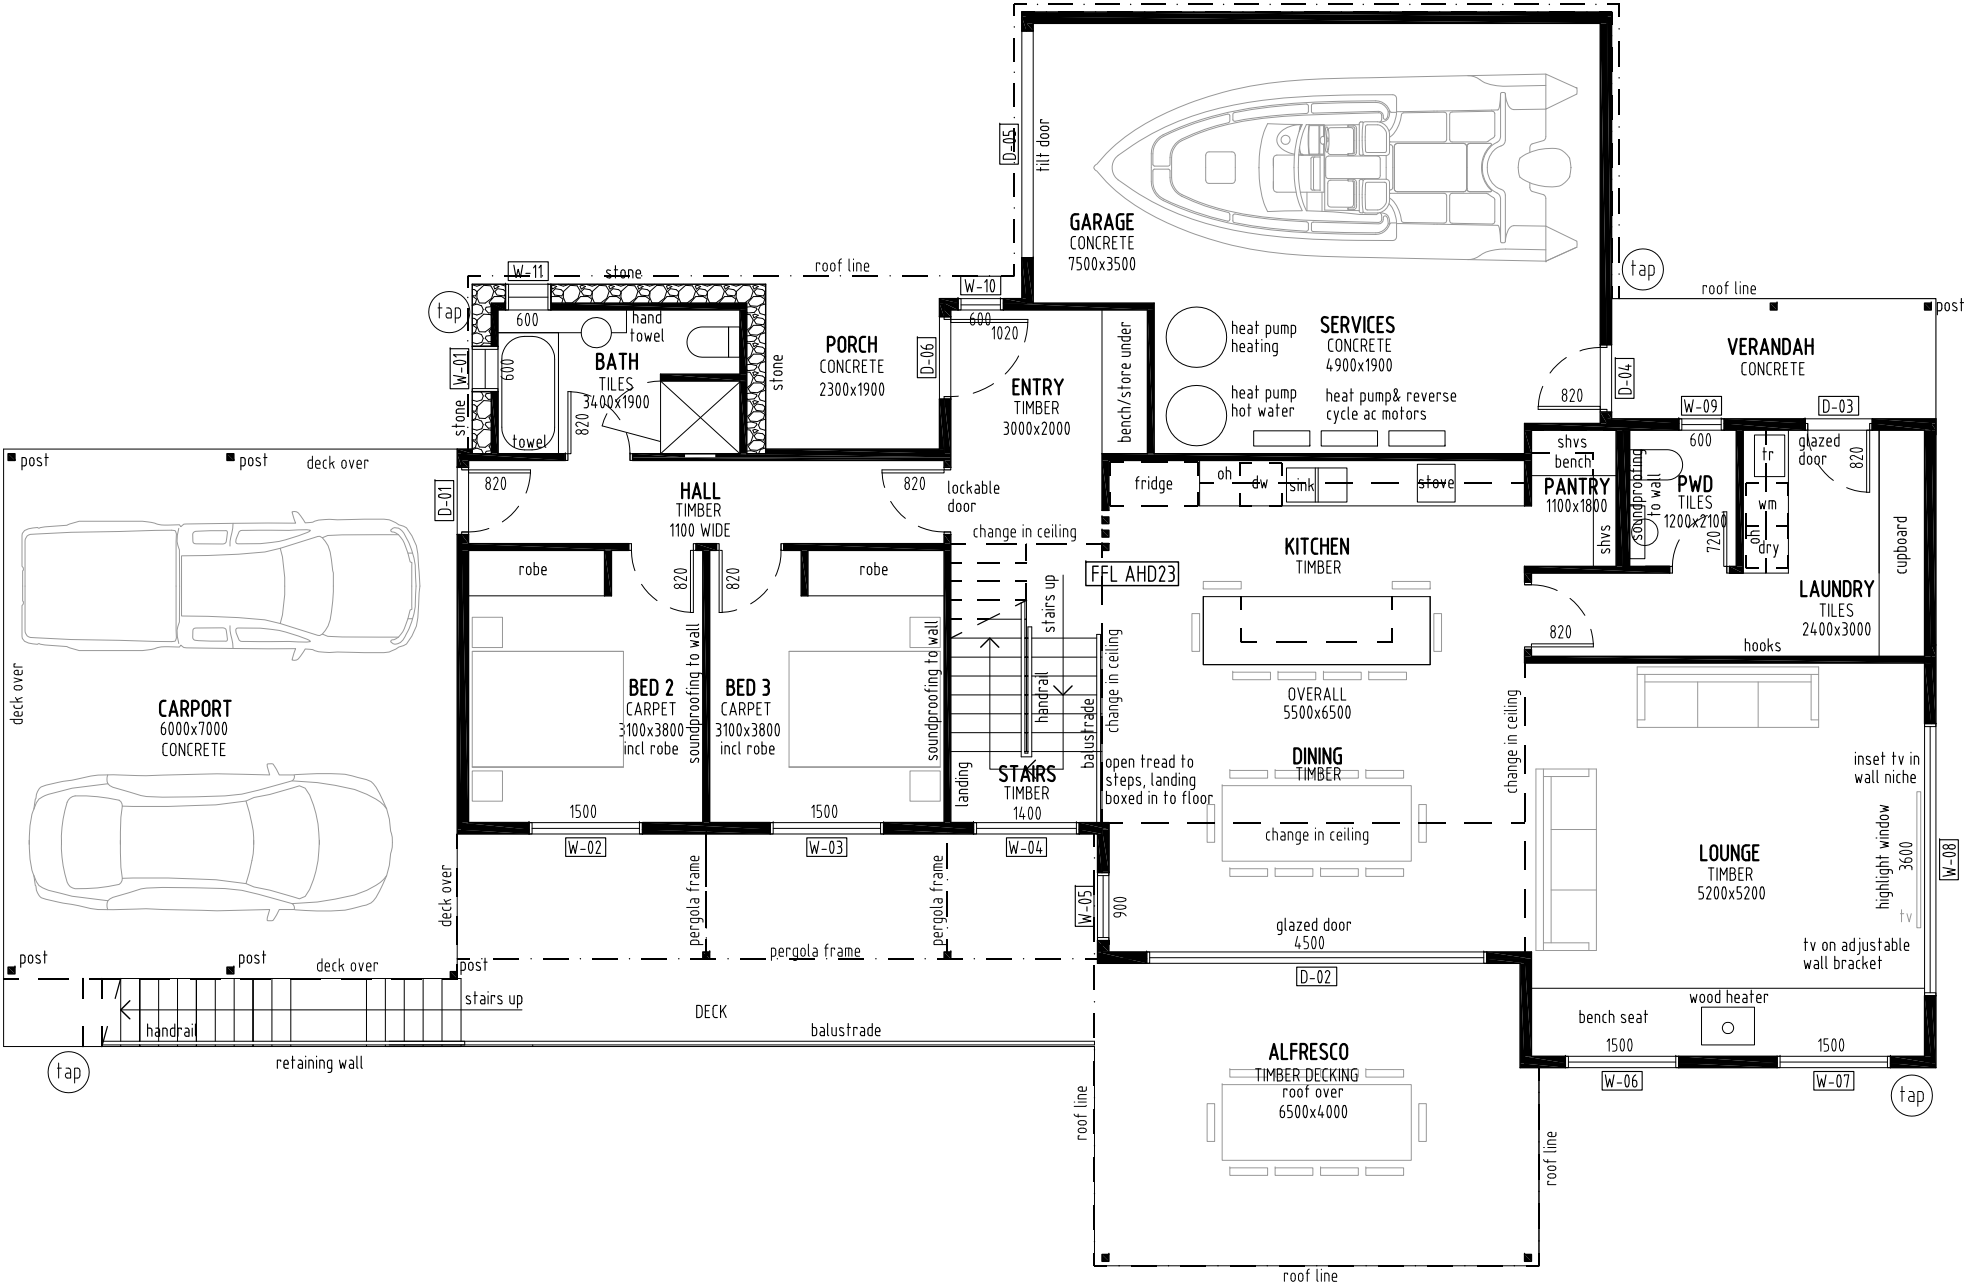 D-05
tilt door
GARAGE
CONCRETE
7500x3500
tap
roof line
post
W-11
stone
roof line
tap
600
hand
towel
W-01
600
BATH
TILES
3400x1900
stone
towel
820
stone
PORCH
CONCRETE
2300x1900
D-06
W-10
600
1020
ENTRY
TIMBER
3000x2000
bench/store under
heat pump
heating
heat pump
hot water
SERVICES
CONCRETE
4900x1900
heat pump& reverse
cycle ac motors
820
D-04
VERANDAH
CONCRETE
W-09
D-03
post
post
deck over
D-01
820
HALL
TIMBER
1100 WIDE
820
lockable
door
change in ceiling
fridge
oh
dw
sink
stove
shvs
bench
PANTRY
1100x1800
shvs
soundproofing
to wall
600
PWD
TILES
1200x2100
720
tr
wm
oh
dry
glazed
door
820
cupboard
LAUNDRY
TILES
2400x3000
hooks
820
FFL AHD23
KITCHEN
TIMBER
robe
820
820
robe
stairs up
deck over
CARPORT
6000x7000
CONCRETE
BED 2
CARPET
3100x3800
incl robe
soundproofing to wall
BED 3
CARPET
3100x3800
incl robe
soundproofing to wall
handrail
balustrade
change in ceiling
landing
STAIRS
TIMBER
1400
open tread to
steps, landing
boxed in to floor
OVERALL
5500x6500
DINING
TIMBER
change in ceiling
change in ceiling
inset tv in
wall niche
LOUNGE
TIMBER
5200x5200
highlight window
3600
W-08
tv
tv on adjustable
wall bracket
1500
W-02
1500
W-03
W-04
W-05
900
glazed door
4500
D-02
deck over
pergola frame
pergola frame
pergola frame
post
post
deck over
post
stairs up
handrail
DECK
balustrade
retaining wall
tap
wood heater
bench seat
1500
1500
W-06
W-07
tap
ALFRESCO
TIMBER DECKING
roof over
6500x4000
roof line
roof line
roof line